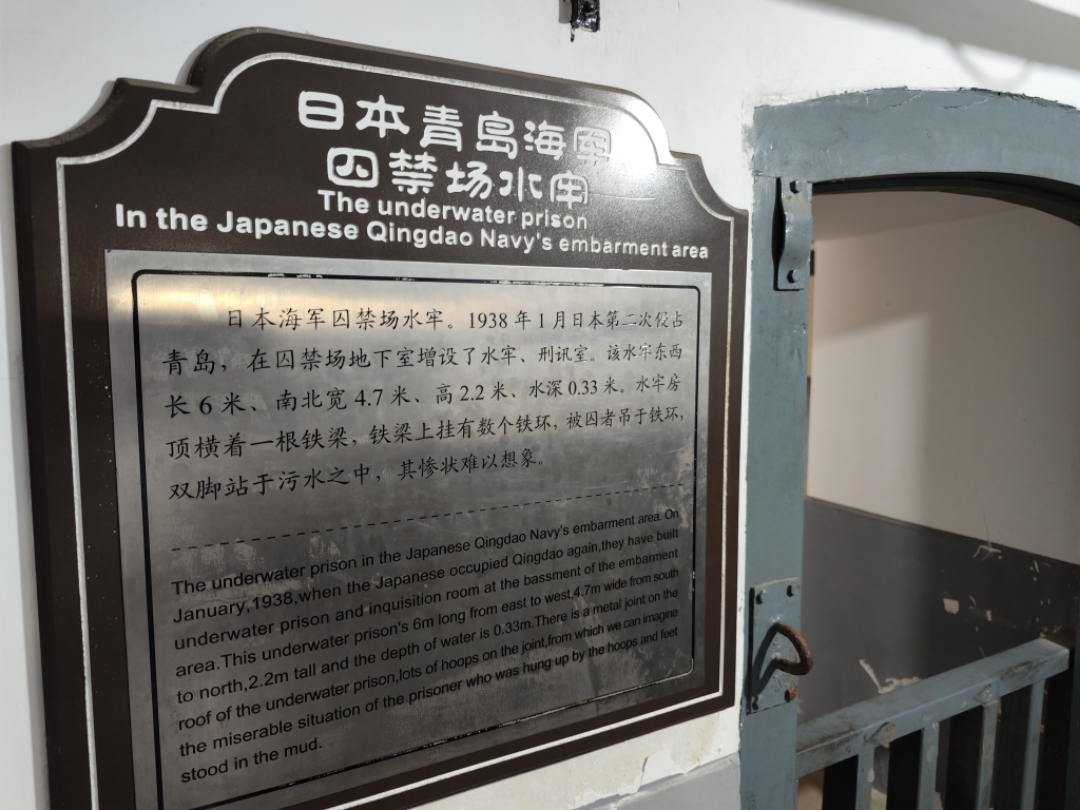 日本青岛海军
囚禁场水牢
The underwater prison
In the Japanese Qingdao Navy's embarment area
日本海军囚禁场水牢。1938年1月日本第二次侵占
青岛，在囚禁场地下室增设了水牢、刑讯室。该水牢东西
长6米、南北宽4.7米、高2.2米、水深0.33米。水牢房
顶横着一根铁梁，铁梁上挂有数个铁环，被囚者吊于铁环，
双脚站于污水之中，其惨状难以想象。
The underwater prison in the Japanese Qingdao Navy's embarment area. On
January,1938,when the Japanese occupied Qingdao again,they have built
underwater prison and inquisition room at the bassment of the embarment
area.This underwater prison's 6m long from east to west,4.7m wide from south
to north,2.2m tall and the depth of water is 0.33m.There is a metal joint on the
roof of the underwater prison,lots of hoops on the joint,from which we can imagine
the miserable situation of the prisoner who was hung up by the hoops and feet
stood in the mud.